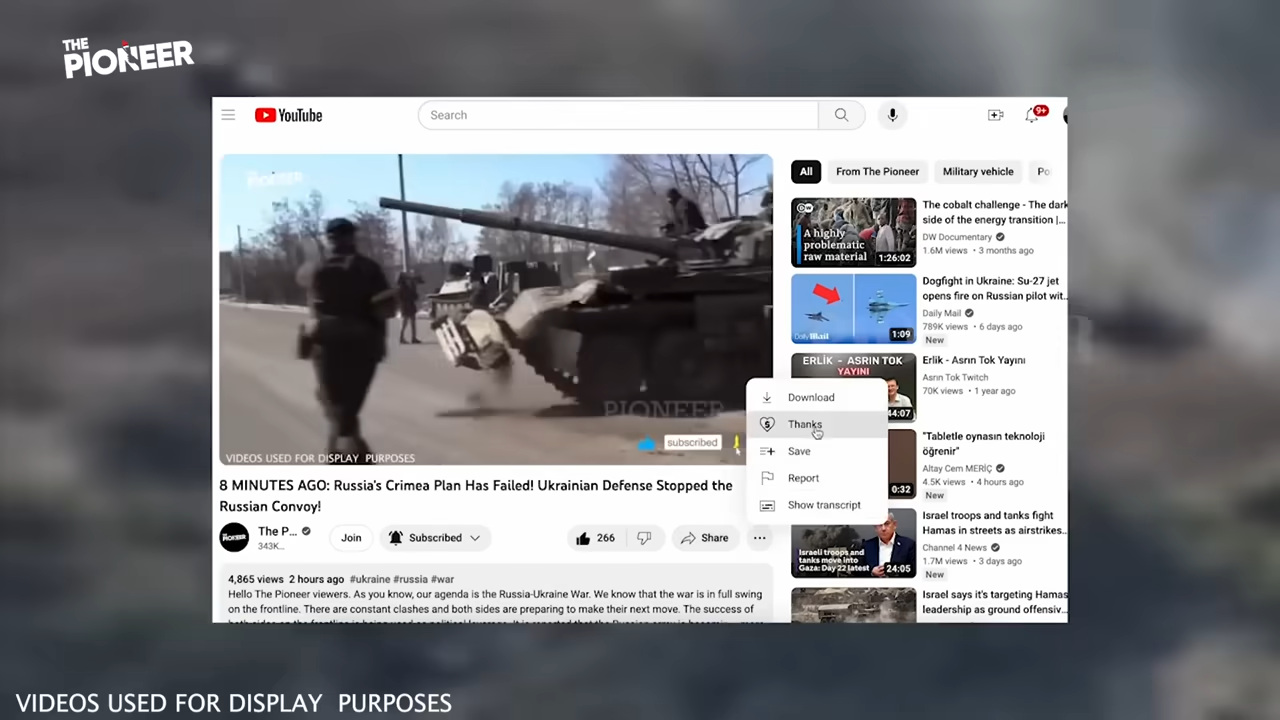 THE
PIONEER
YouTube
Search
9+
PIONEER
subscribed
VIDEOS USED FOR DISPLAY PURPOSES
8 MINUTES AGO: Russia's Crimea Plan Has Failed! Ukrainian Defense Stopped the
Russian Convoy!
The P...
343K...
Join
Subscribed
266
Share
4,865 views 2 hours ago #ukraine #russia #war
Hello The Pioneer viewers. As you know, our agenda is the Russia-Ukraine War. We know that the war is in full swing
on the frontline. There are constant clashes and both sides are preparing to make their next move. The success of
Download
Thanks
Save
Report
Show transcript
All
From The Pioneer
Military vehicle
Po
DW
A highly
problematic
raw material
1:26:02
The cobalt challenge - The dark
side of the energy transition |...
DW Documentary
1.6M views • 3 months ago
Daily Mail
1:09
Dogfight in Ukraine: Su-27 jet
opens fire on Russian pilot wit...
Daily Mail
789K views • 6 days ago
New
ERLİK - ASRIN TOK
YAYINI
44:07
Erlik - Asrın Tok Yayını
Asrın Tok Twitch
70K views • 1 year ago
0:32
"Tabletle oynasın teknoloji
öğrenir"
Altay Cem MERİÇ
4.5K views • 4 hours ago
New
Israeli troops and
tanks move into
Gaza: Day 22 latest
24:05
Israel troops and tanks fight
Hamas in streets as airstrikes...
Channel 4 News
1.7M views • 3 days ago
New
Israel says it's targeting Hamas
leadership as ground offensiv...
VIDEOS USED FOR DISPLAY PURPOSES